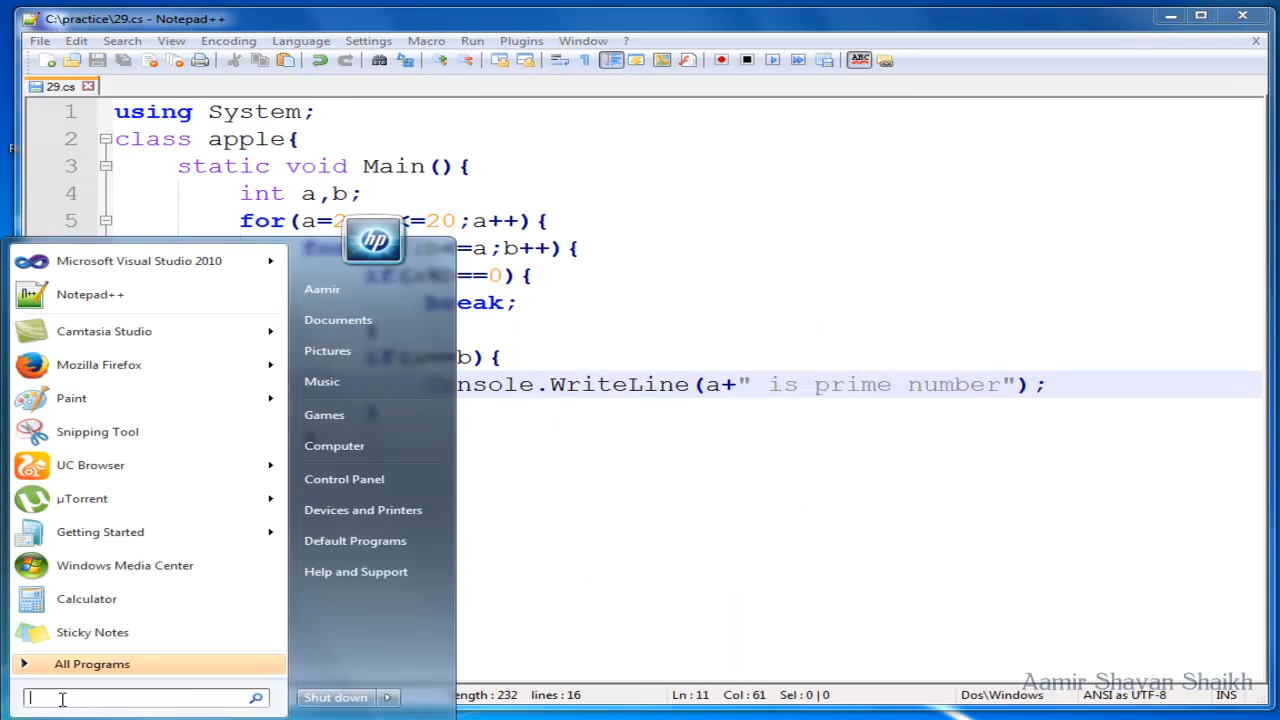 C:\practice\29.cs - Notepad++
File Edit Search View Encoding Language Settings Macro Run Plugins Window ? X
ABC
29.cs
1 using System;
2 class apple{
3 static void Main(){
4 int a,b;
5 for(a=2 <=20;a++){
=a;b++){
==0){
break;
b){
Console.WriteLine(a+" is prime number");
hp
Microsoft Visual Studio 2010
Notepad++
Camtasia Studio
Mozilla Firefox
Paint
Snipping Tool
UC Browser
µTorrent
Getting Started
Windows Media Center
Calculator
Sticky Notes
All Programs
Aamir
Documents
Pictures
Music
Games
Computer
Control Panel
Devices and Printers
Default Programs
Help and Support
Shut down
length : 232 lines : 16 Ln : 11 Col : 61 Sel : 0 | 0 Dos\Windows ANSI as UTF-8 INS
Aamir Shayan Shaikh